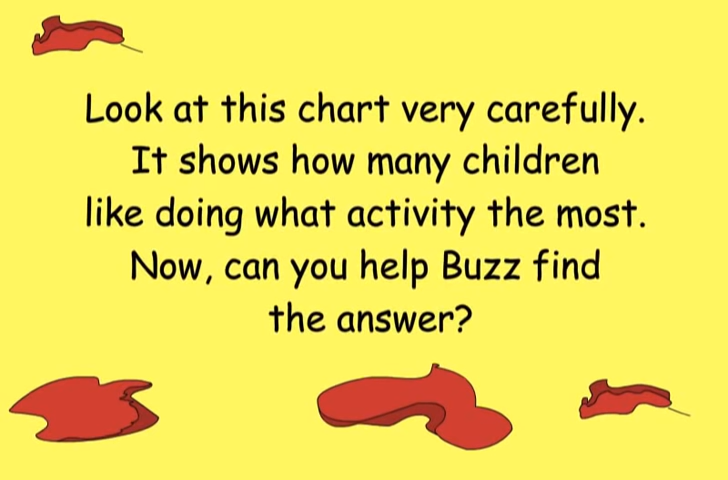 Look at this chart very carefully.
It shows how many children
like doing what activity the most.
Now, can you help Buzz find
the answer?